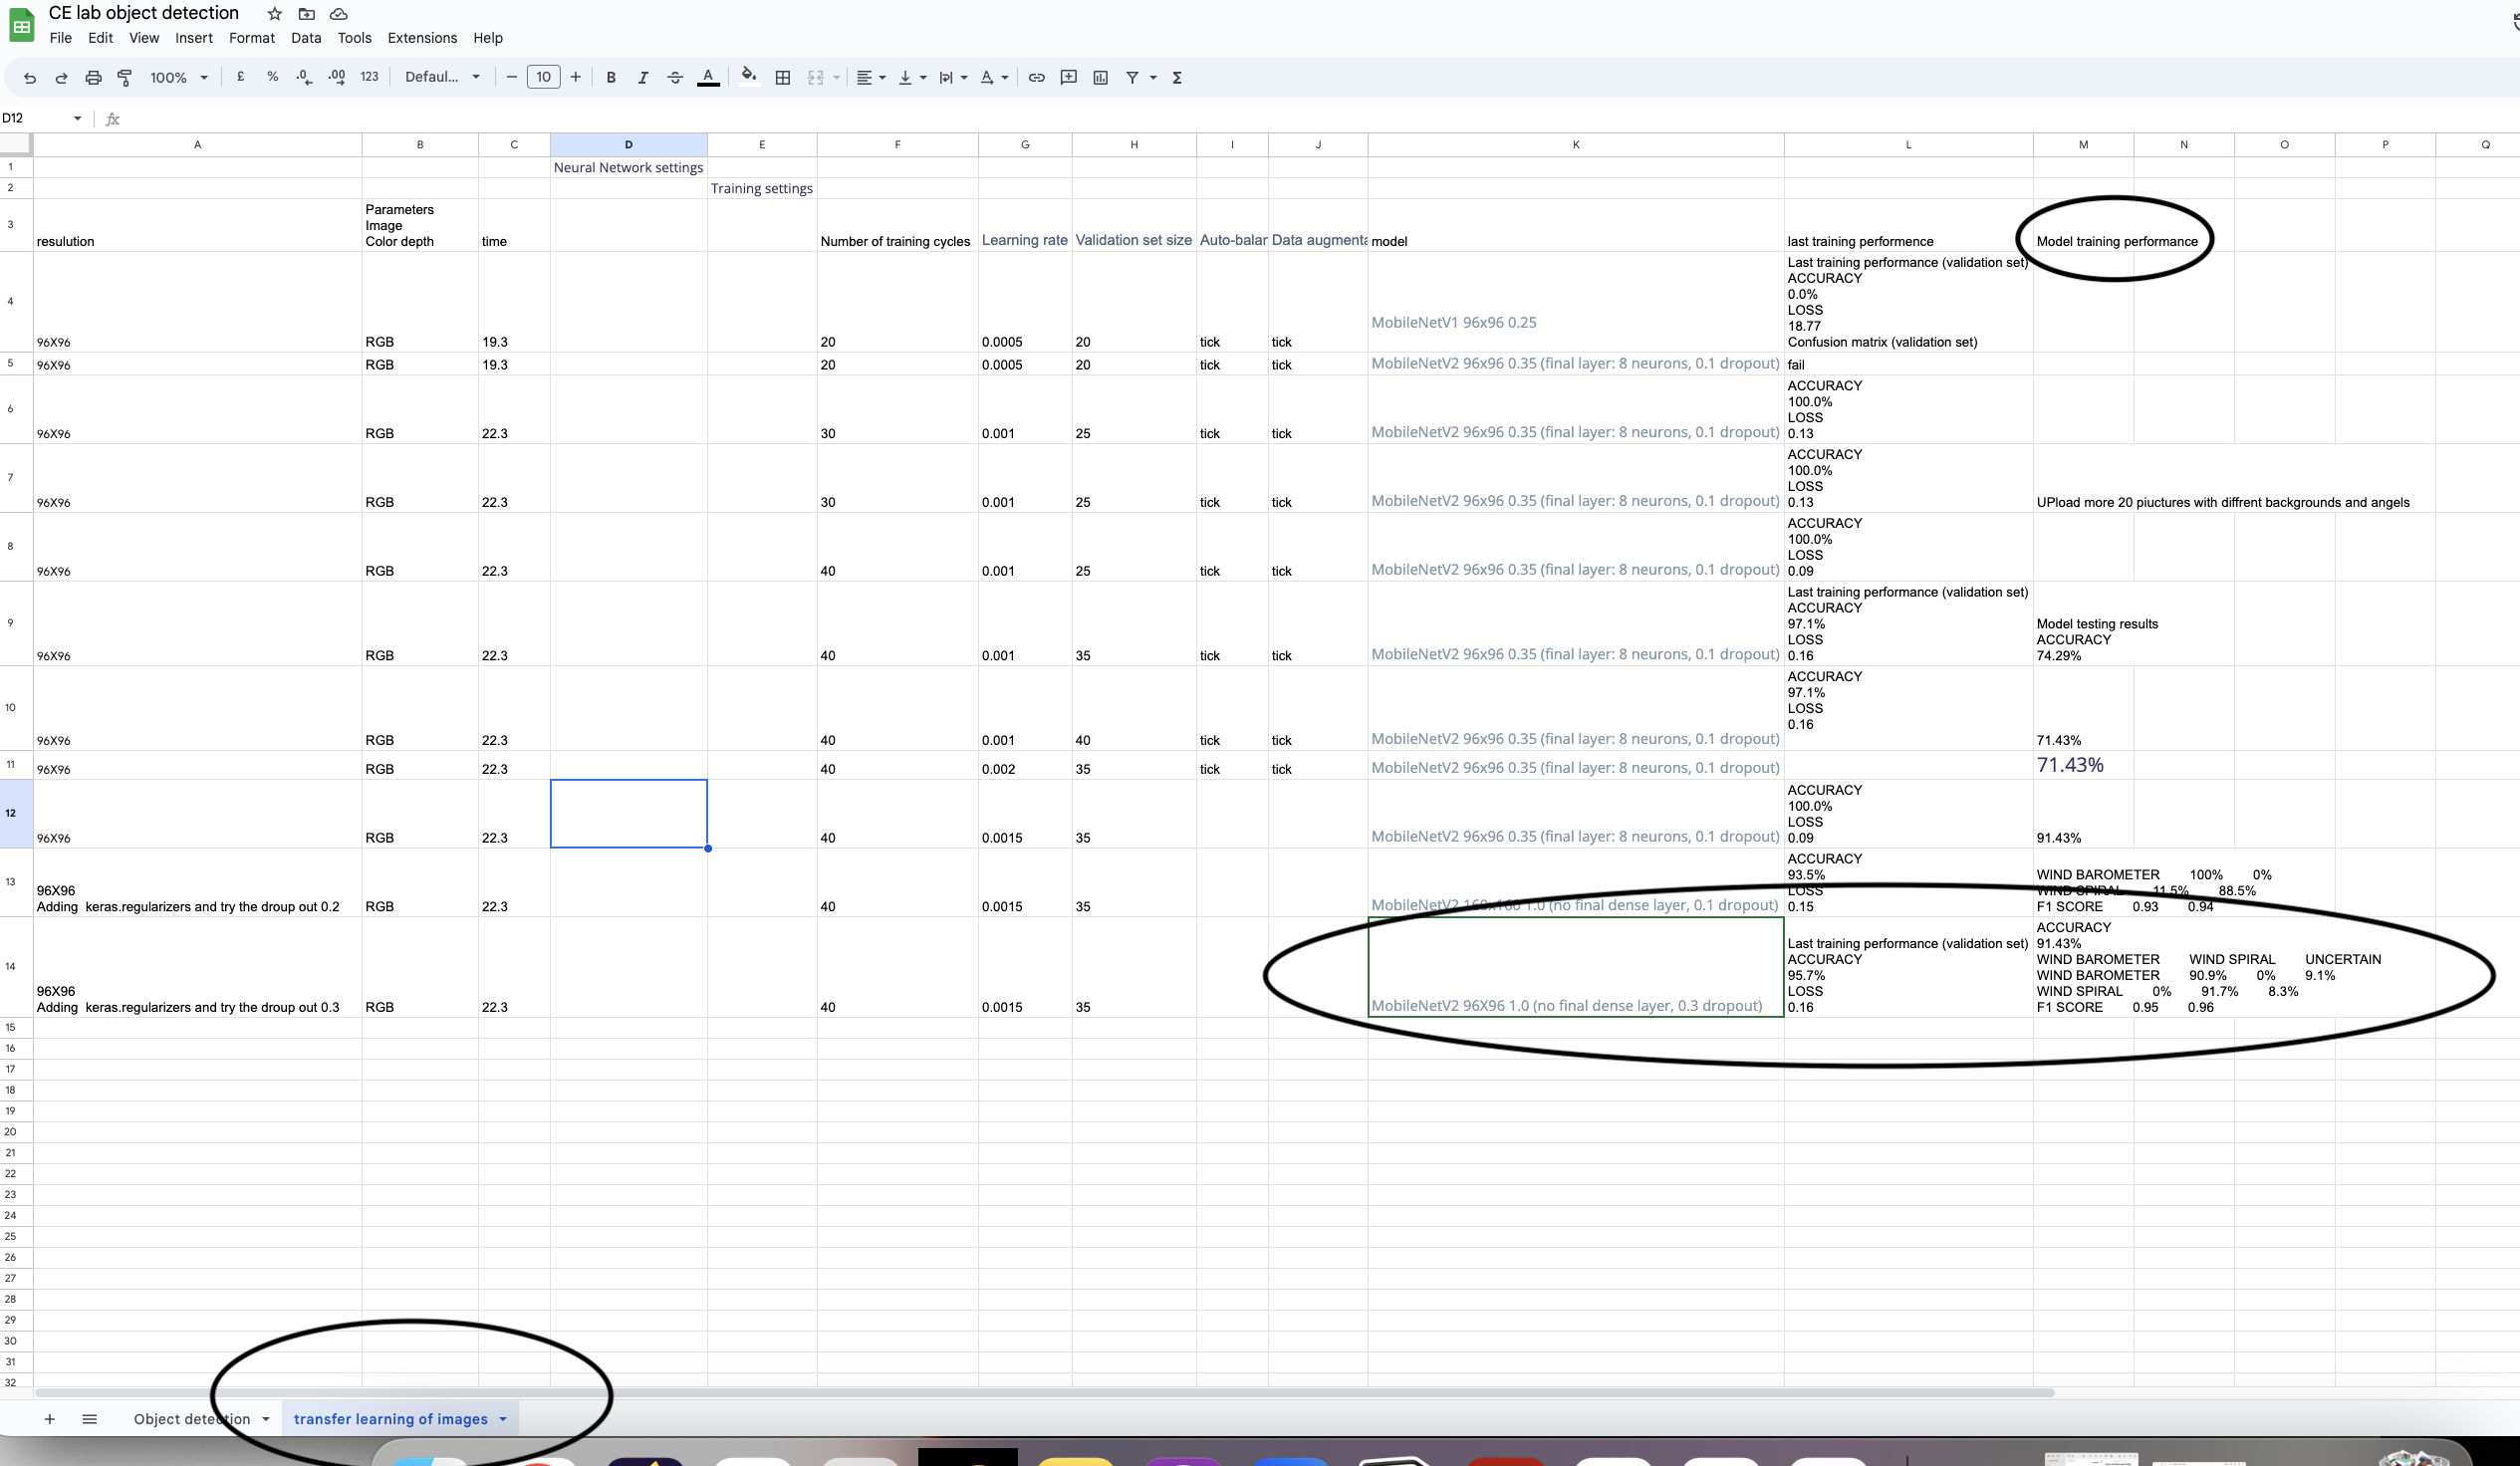 CE lab object detection
File Edit View Insert Format Data Tools Extensions Help
100% £ % .0 .00 123 Defaul... 10 B I A
D12 fx
A B C D E F G H I J K L M N O P Q
1 Neural Network settings
2 Training settings
3
Parameters
Image
resulution Color depth time Number of training cycles Learning rate Validation set size Auto-balar Data augmenta model last training performence Model training performance
Last training performance (validation set)
ACCURACY
4 0.0%
LOSS
MobileNetV1 96x96 0.25 18.77
96X96 RGB 19.3 20 0.0005 20 tick tick Confusion matrix (validation set)
5 96X96 RGB 19.3 20 0.0005 20 tick tick MobileNetV2 96x96 0.35 (final layer: 8 neurons, 0.1 dropout) fail
ACCURACY
6 100.0%
LOSS
96X96 RGB 22.3 30 0.001 25 tick tick MobileNetV2 96x96 0.35 (final layer: 8 neurons, 0.1 dropout) 0.13
ACCURACY
7 100.0%
LOSS
96X96 RGB 22.3 30 0.001 25 tick tick MobileNetV2 96x96 0.35 (final layer: 8 neurons, 0.1 dropout) 0.13 UPload more 20 piuctures with diffrent backgrounds and angels
ACCURACY
8 100.0%
LOSS
96X96 RGB 22.3 40 0.001 25 tick tick MobileNetV2 96x96 0.35 (final layer: 8 neurons, 0.1 dropout) 0.09
Last training performance (validation set)
ACCURACY
9 97.1% Model testing results
LOSS ACCURACY
96X96 RGB 22.3 40 0.001 35 tick tick MobileNetV2 96x96 0.35 (final layer: 8 neurons, 0.1 dropout) 0.16 74.29%
ACCURACY
97.1%
10 LOSS
0.16
96X96 RGB 22.3 40 0.001 40 tick tick MobileNetV2 96x96 0.35 (final layer: 8 neurons, 0.1 dropout) 71.43%
11 96X96 RGB 22.3 40 0.002 35 tick tick MobileNetV2 96x96 0.35 (final layer: 8 neurons, 0.1 dropout) 71.43%
ACCURACY
12 100.0%
LOSS
96X96 RGB 22.3 40 0.0015 35 MobileNetV2 96x96 0.35 (final layer: 8 neurons, 0.1 dropout) 0.09 91.43%
ACCURACY
13 93.5% WIND BAROMETER 100% 0%
96X96 LOSS WIND SPIRAL 11.5% 88.5%
Adding keras.regularizers and try the droup out 0.2 RGB 22.3 40 0.0015 35 MobileNetV2 160x160 1.0 (no final dense layer, 0.1 dropout) 0.15 F1 SCORE 0.93 0.94
ACCURACY
Last training performance (validation set) 91.43%
14 ACCURACY WIND BAROMETER WIND SPIRAL UNCERTAIN
95.7% WIND BAROMETER 90.9% 0% 9.1%
96X96 LOSS WIND SPIRAL 0% 91.7% 8.3%
Adding keras.regularizers and try the droup out 0.3 RGB 22.3 40 0.0015 35 MobileNetV2 96X96 1.0 (no final dense layer, 0.3 dropout) 0.16 F1 SCORE 0.95 0.96
15
16
17
18
19
20
21
22
23
24
25
26
27
28
29
30
31
32
Object detection transfer learning of images